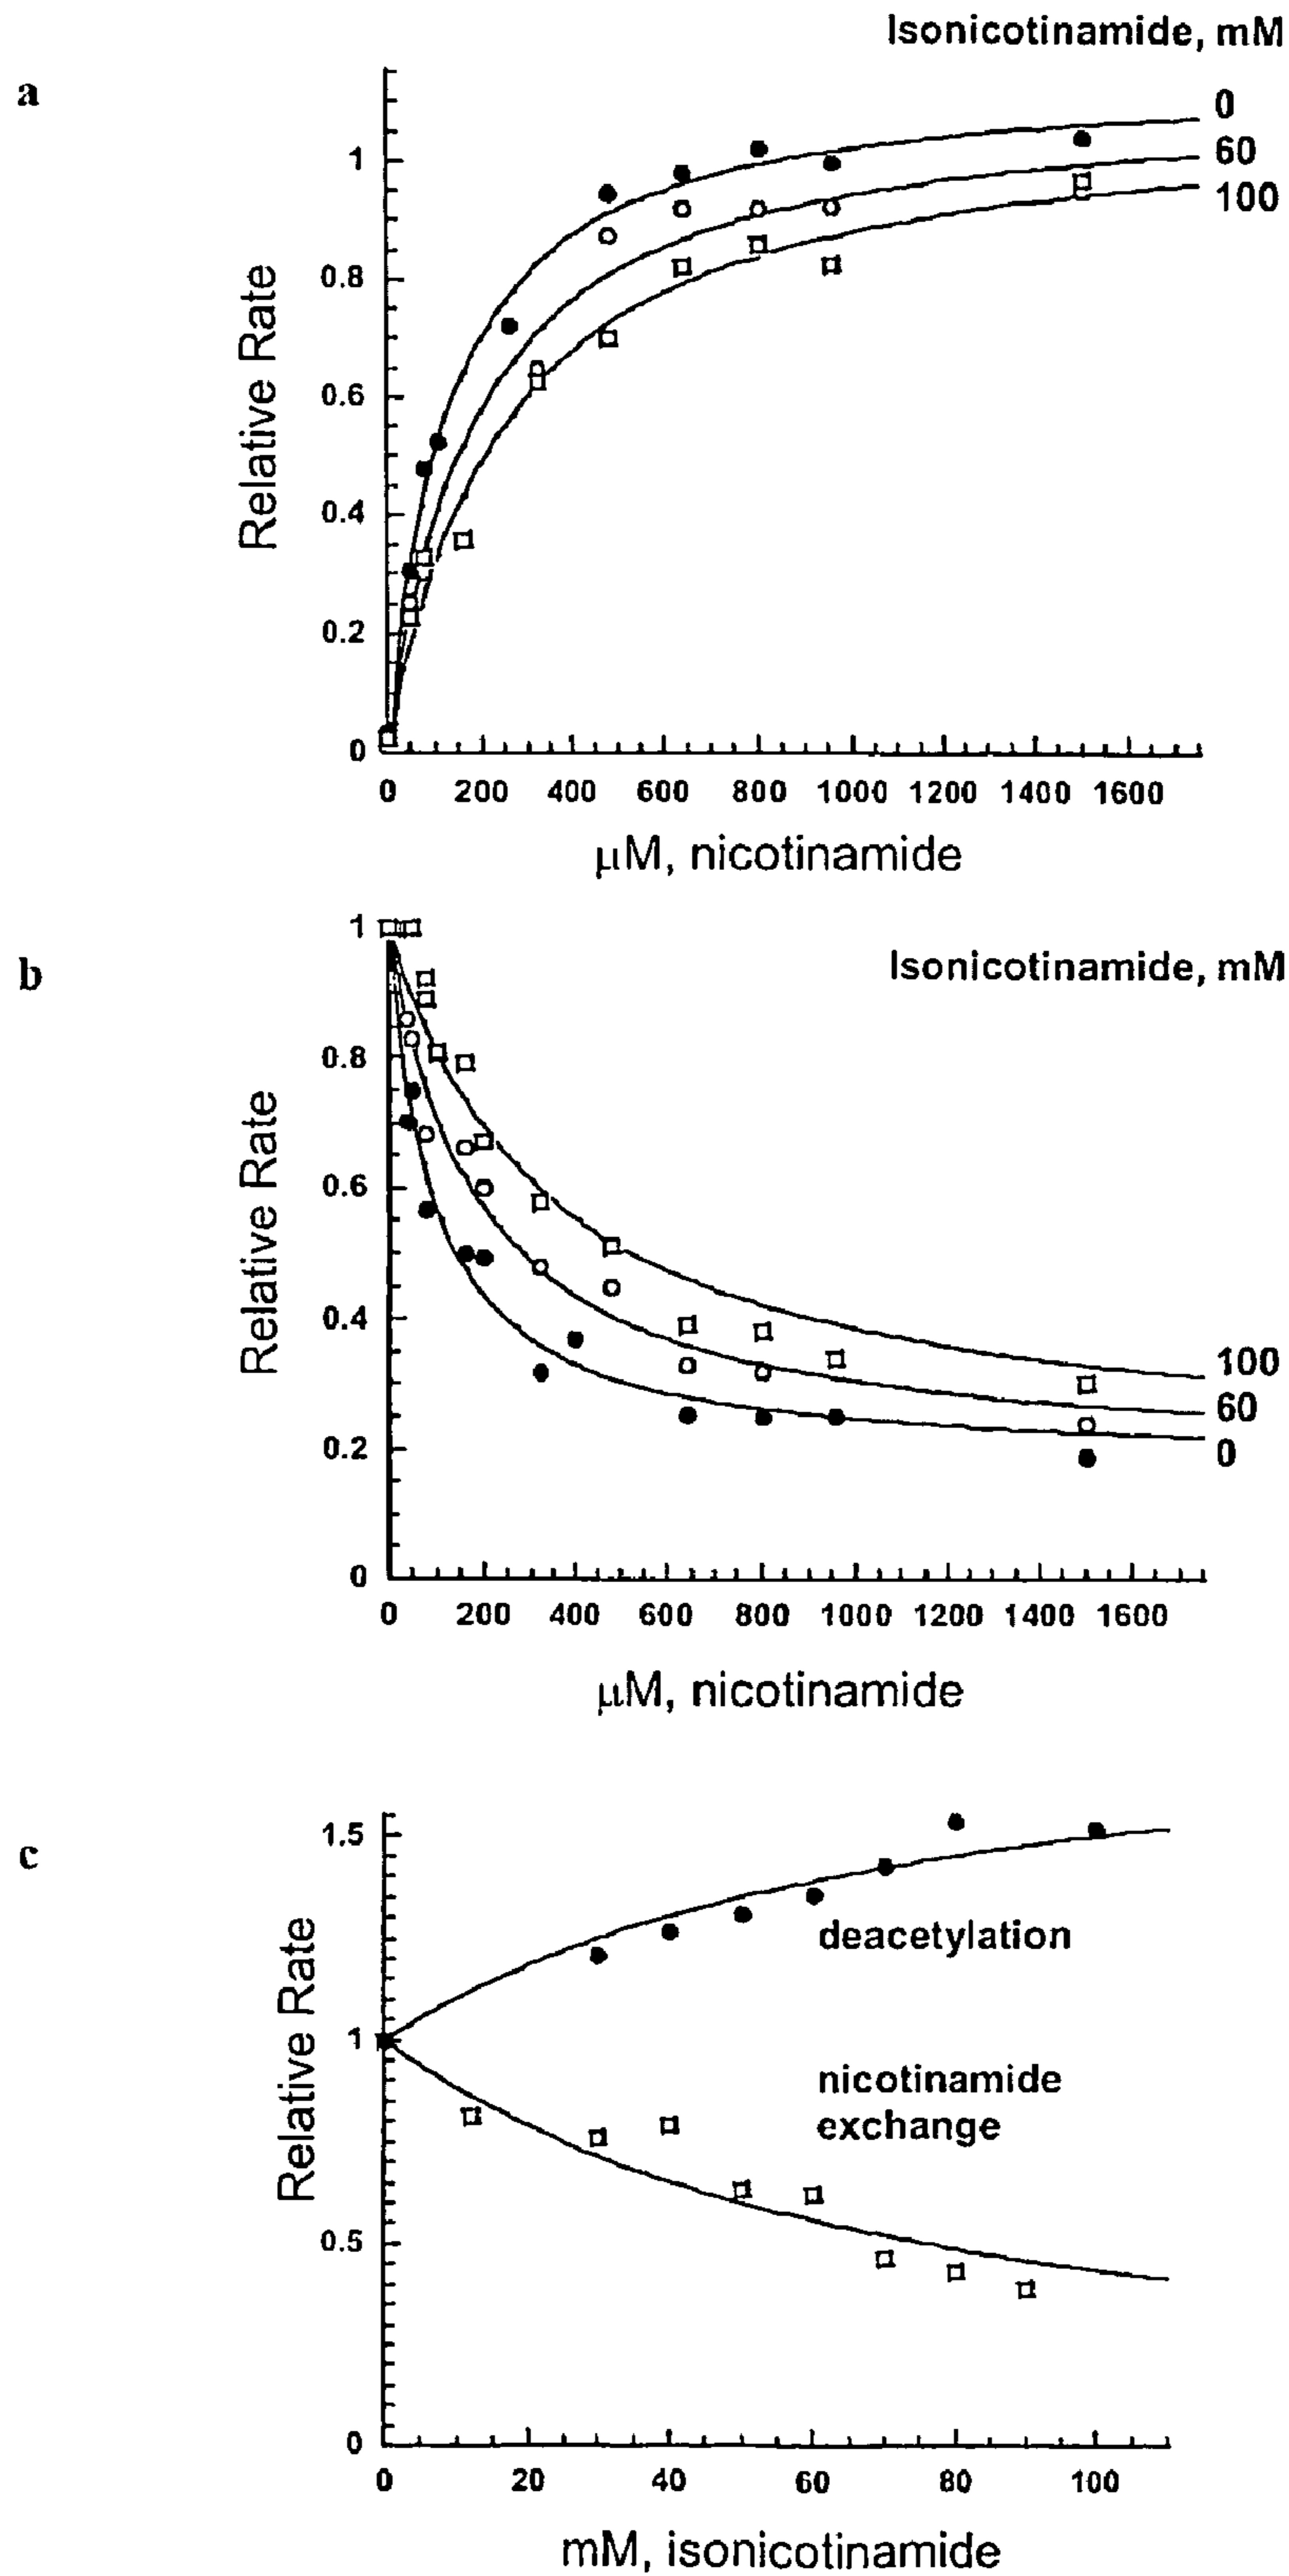 Isonicotinamide, mM
a
0
60
100
1
0.8
0.6
0.4
0.2
0
Relative Rate
0 200 400 600 800 1000 1200 1400 1600
µM, nicotinamide
b
Isonicotinamide, mM
1
0.8
0.6
0.4
0.2
0
Relative Rate
100
60
0
0 200 400 600 800 1000 1200 1400 1600
µM, nicotinamide
c
1.5
1
0.5
0
Relative Rate
deacetylation
nicotinamide
exchange
0 20 40 60 80 100
mM, isonicotinamide